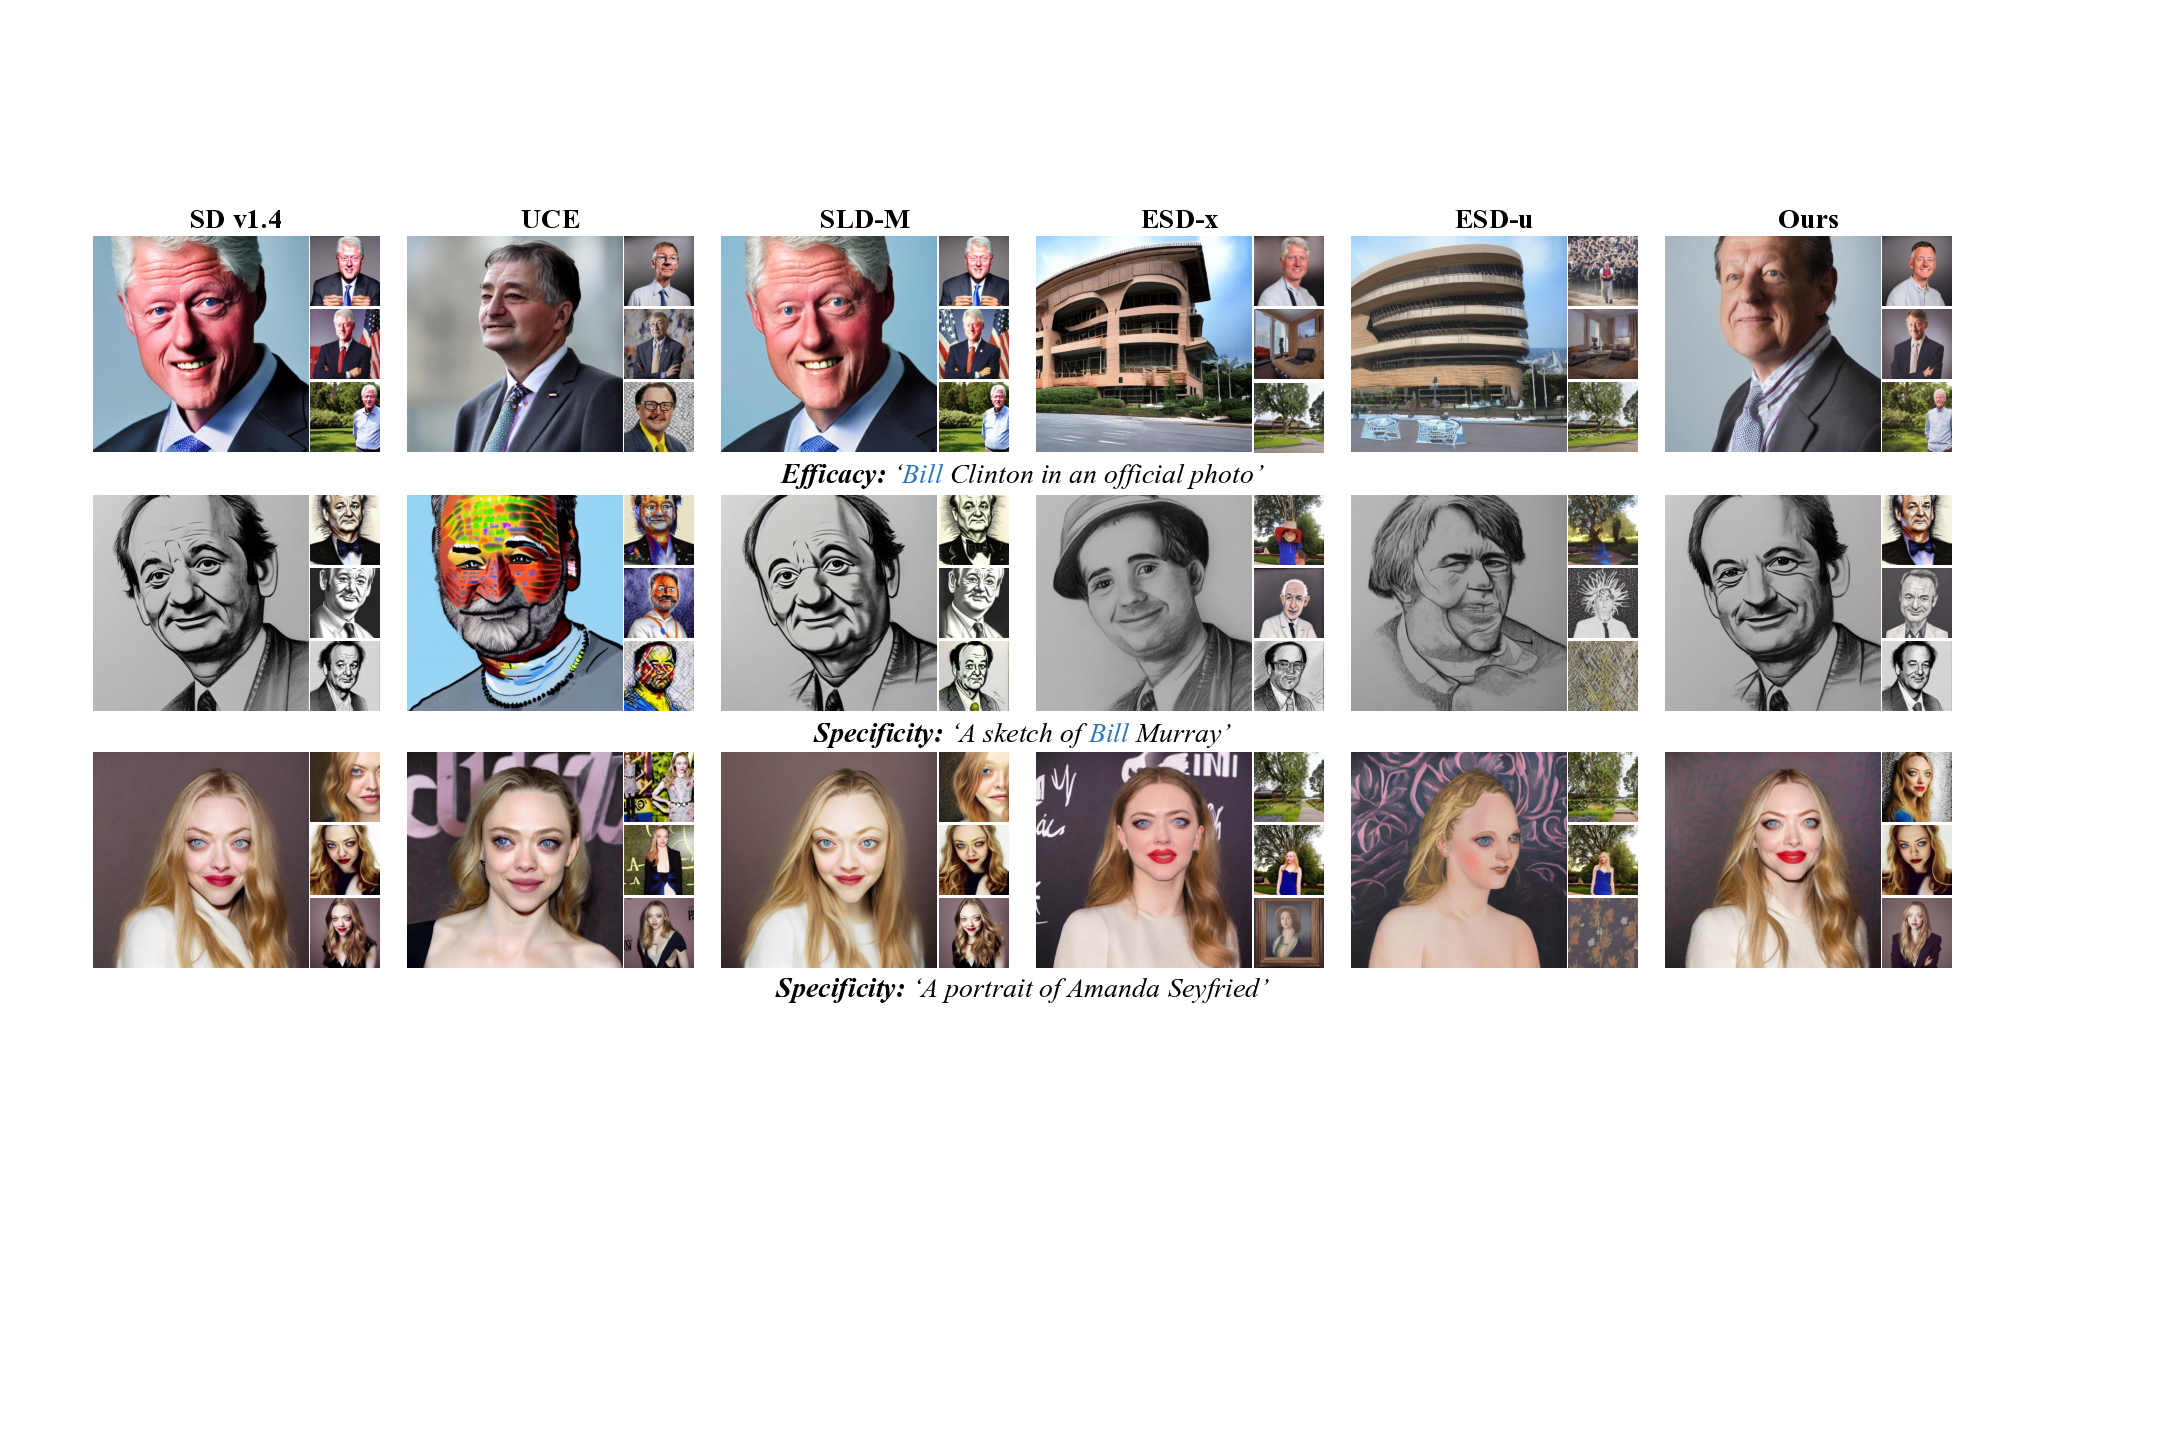 SD v1.4 UCE SLD-M ESD-x ESD-u Ours
Efficacy: ‘Bill Clinton in an official photo’
Specificity: ‘A sketch of Bill Murray’
Specificity: ‘A portrait of Amanda Seyfried’